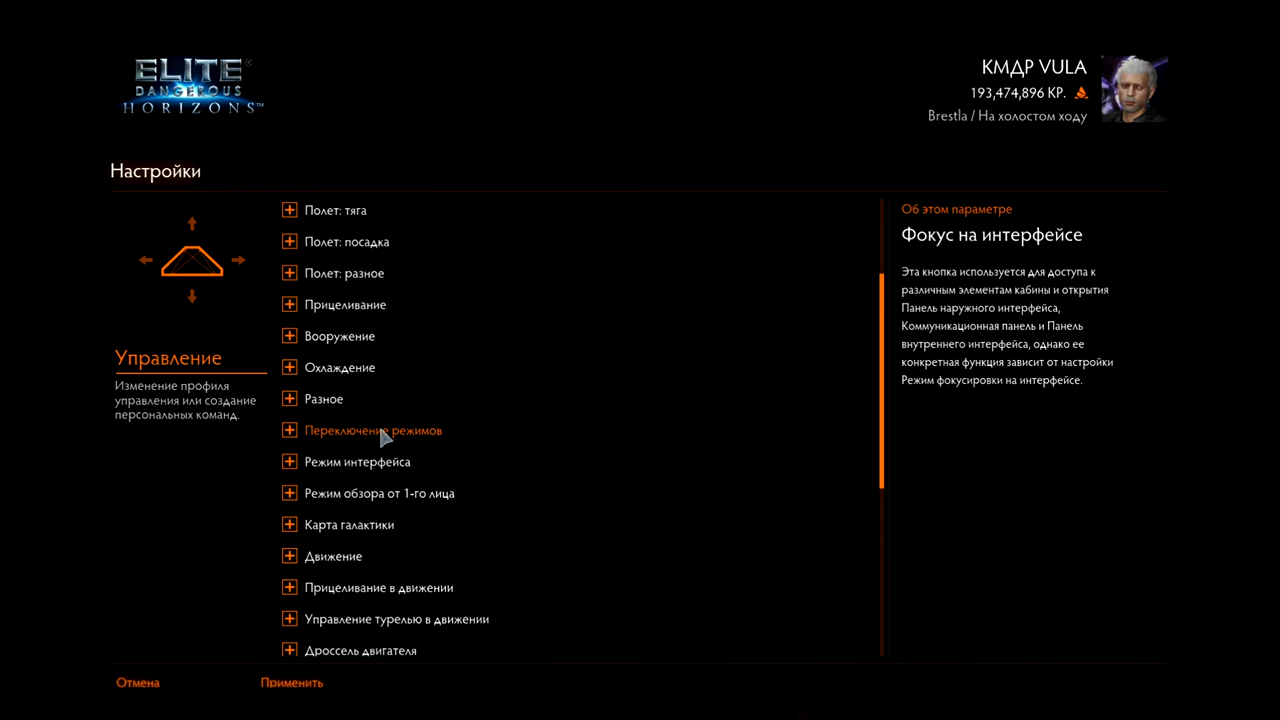 ELITE
DANGEROUS
HORIZONS™
КМДР VULA
193,474,896 КР.
Brestla / На холостом ходу
Настройки
Управление
Изменение профиля
управления или создание
персональных команд.
Полет: тяга
Полет: посадка
Полет: разное
Прицеливание
Вооружение
Охлаждение
Разное
Переключение режимов
Режим интерфейса
Режим обзора от 1-го лица
Карта галактики
Движение
Прицеливание в движении
Управление турелью в движении
Дроссель двигателя
Об этом параметре
Фокус на интерфейсе
Эта кнопка используется для доступа к
различным элементам кабины и открытия
Панель наружного интерфейса,
Коммуникационная панель и Панель
внутреннего интерфейса, однако ее
конкретная функция зависит от настройки
Режим фокусировки на интерфейсе.
Отмена
Применить